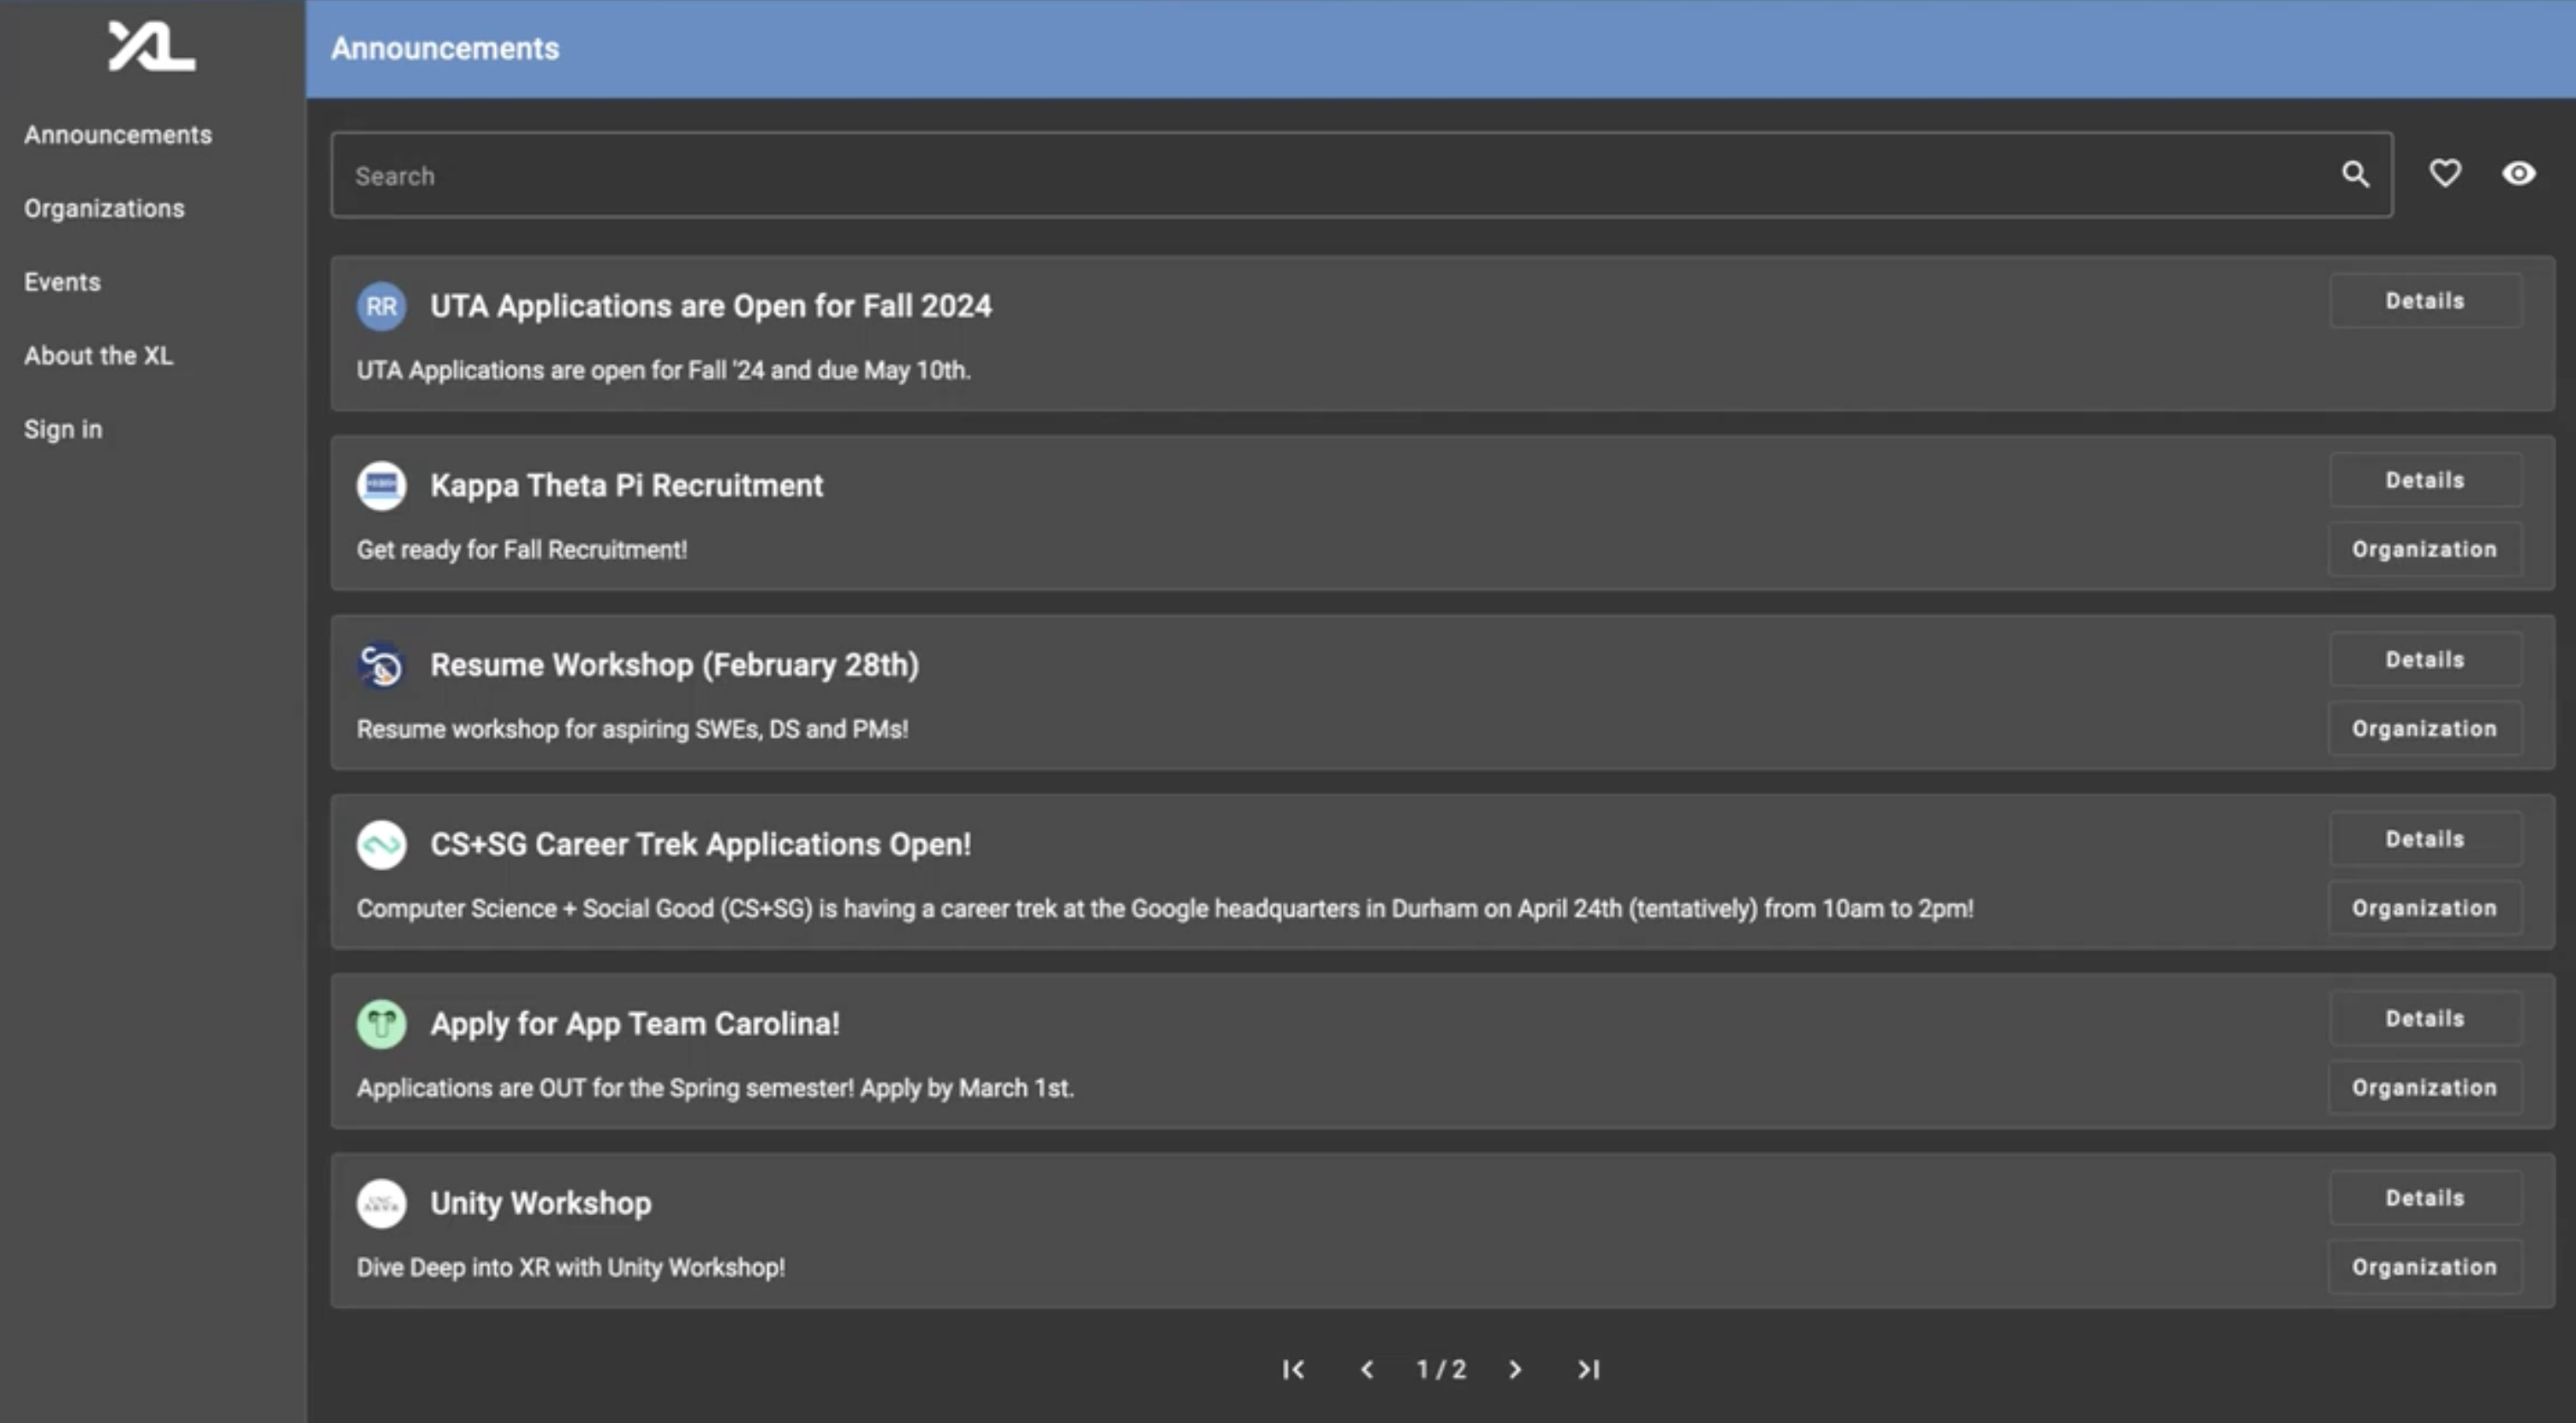 XL
Announcements
Organizations
Events
About the XL
Sign in
Announcements
Search
RR UTA Applications are Open for Fall 2024
Details
UTA Applications are open for Fall '24 and due May 10th.
Kappa Theta Pi Recruitment
Details
Get ready for Fall Recruitment!
Organization
Resume Workshop (February 28th)
Details
Resume workshop for aspiring SWEs, DS and PMs!
Organization
CS+SG Career Trek Applications Open!
Details
Computer Science + Social Good (CS+SG) is having a career trek at the Google headquarters in Durham on April 24th (tentatively) from 10am to 2pm!
Organization
Apply for App Team Carolina!
Details
Applications are OUT for the Spring semester! Apply by March 1st.
Organization
Unity Workshop
Details
Dive Deep into XR with Unity Workshop!
Organization
1 / 2